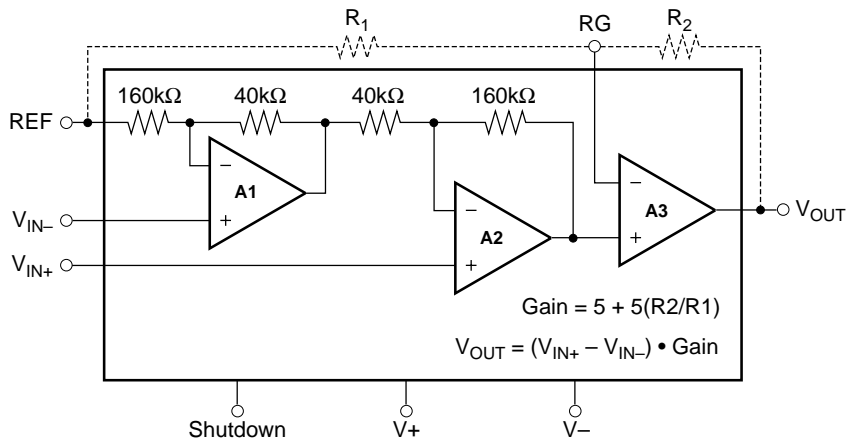 R1
RG
R2
160kΩ
40kΩ
40kΩ
160kΩ
REF
A1
−
+
VIN−
A2
−
+
VIN+
A3
−
+
VOUT
Gain = 5 + 5(R2/R1)
VOUT = (VIN+ – VIN–) • Gain
Shutdown
V+
V−